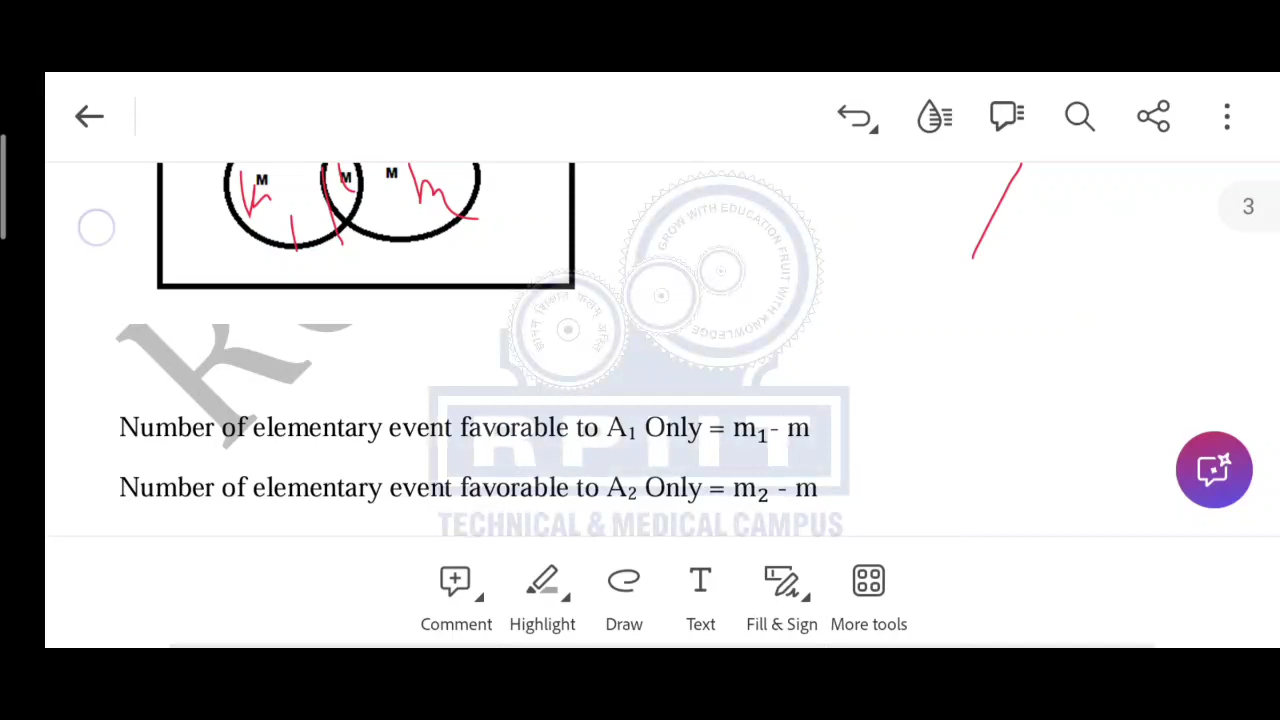 3
M M M
GROW WITH EDUCATION FRUIT WITH KNOWLEDGE
Number of elementary event favorable to A₁ Only = m₁- m
RPIIT
Number of elementary event favorable to A₂ Only = m₂ - m
TECHNICAL & MEDICAL CAMPUS
Comment Highlight Draw Text Fill & Sign More tools